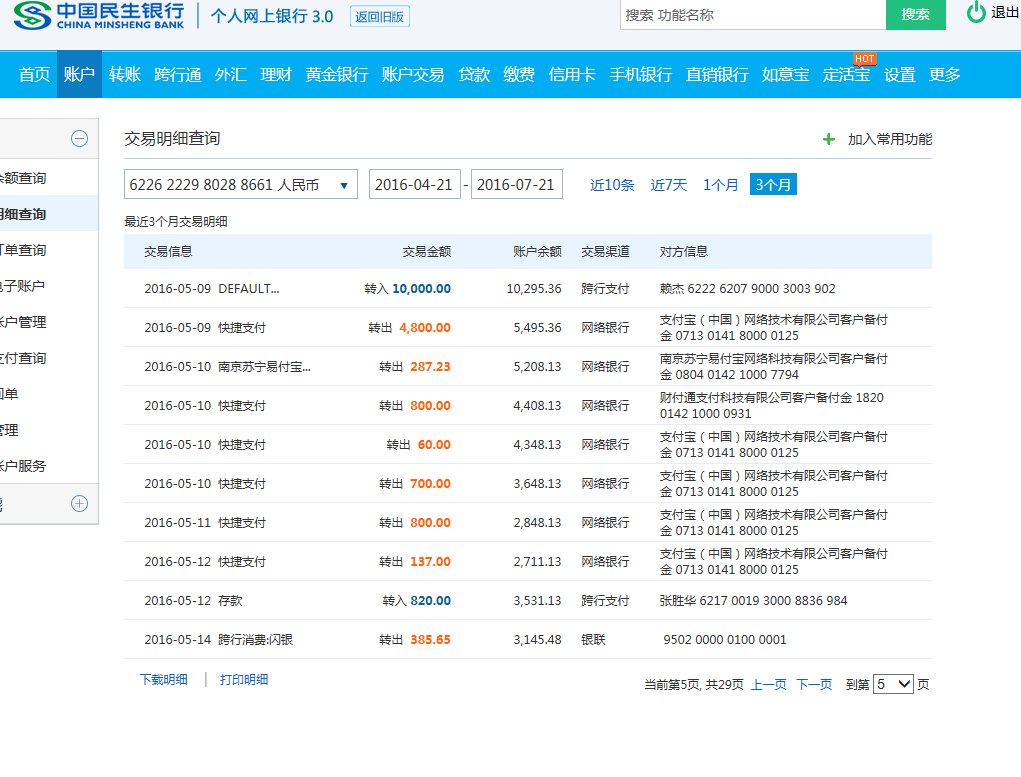 中国民生银行
CHINA MINSHENG BANK
个人网上银行 3.0
返回旧版
搜索 功能名称
搜索
退出
首页 账户 转账 跨行通 外汇 理财 黄金银行 账户交易 贷款 缴费 信用卡 手机银行 直销银行 如意宝 定活宝 设置 更多
HOT
额查询
细查询
单查询
子账户
户管理
付查询
单
管理
户服务
交易明细查询
加入常用功能
6226 2229 8028 8661 人民币 2016-04-21 - 2016-07-21 近10条 近7天 1个月 3个月
最近3个月交易明细
交易信息 交易金额 账户余额 交易渠道 对方信息
2016-05-09 DEFAULT... 转入 10,000.00 10,295.36 跨行支付 赖杰 6222 6207 9000 3003 902
2016-05-09 快捷支付 转出 4,800.00 5,495.36 网络银行 支付宝（中国）网络技术有限公司客户备付
金 0713 0141 8000 0125
2016-05-10 南京苏宁易付宝... 转出 287.23 5,208.13 网络银行 南京苏宁易付宝网络科技有限公司客户备付
金 0804 0142 1000 7794
2016-05-10 快捷支付 转出 800.00 4,408.13 网络银行 财付通支付科技有限公司客户备付金 1820
0142 1000 0931
2016-05-10 快捷支付 转出 60.00 4,348.13 网络银行 支付宝（中国）网络技术有限公司客户备付
金 0713 0141 8000 0125
2016-05-10 快捷支付 转出 700.00 3,648.13 网络银行 支付宝（中国）网络技术有限公司客户备付
金 0713 0141 8000 0125
2016-05-11 快捷支付 转出 800.00 2,848.13 网络银行 支付宝（中国）网络技术有限公司客户备付
金 0713 0141 8000 0125
2016-05-12 快捷支付 转出 137.00 2,711.13 网络银行 支付宝（中国）网络技术有限公司客户备付
金 0713 0141 8000 0125
2016-05-12 存款 转入 820.00 3,531.13 跨行支付 张胜华 6217 0019 3000 8836 984
2016-05-14 跨行消费:闪银 转出 385.65 3,145.48 银联 9502 0000 0100 0001
下载明细 | 打印明细
当前第5页, 共29页 上一页 下一页 到第 5 页